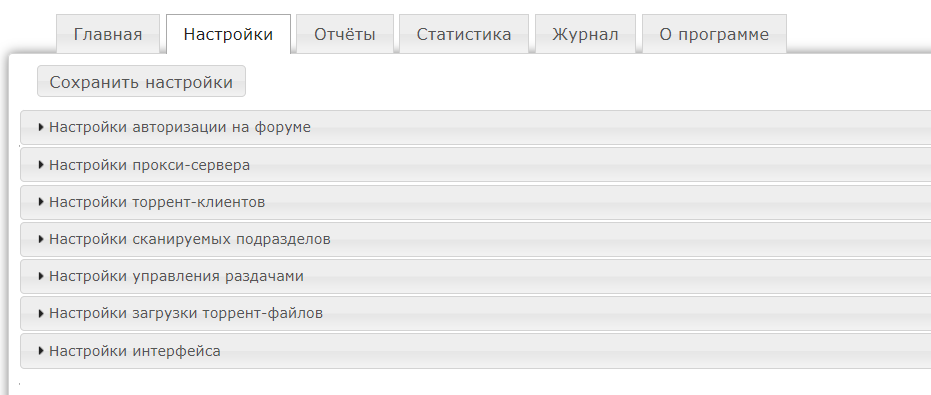 Главная Настройки Отчёты Статистика Журнал О программе
Сохранить настройки
Настройки авторизации на форуме
Настройки прокси-сервера
Настройки торрент-клиентов
Настройки сканируемых подразделов
Настройки управления раздачами
Настройки загрузки торрент-файлов
Настройки интерфейса